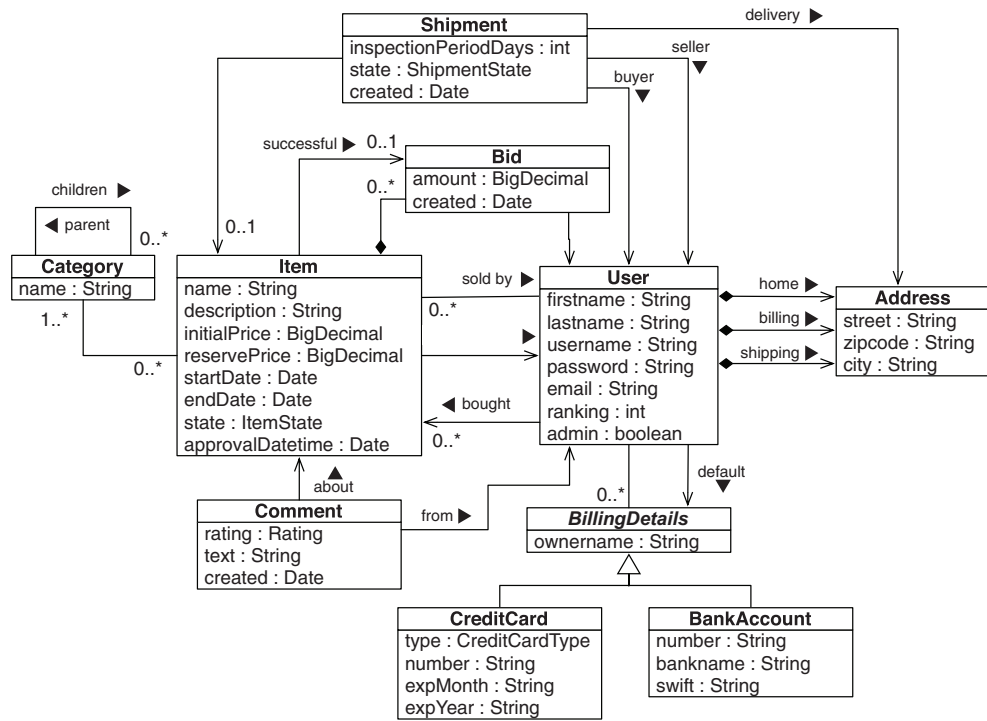 delivery ▶
Shipment
inspectionPeriodDays : int
state : ShipmentState
created : Date
seller
▼
buyer
▼
successful ▶
0..1
Bid
amount : BigDecimal
created : Date
0..*
children ▶
◀ parent
0..*
0..1
Category
name : String
1..*
0..*
Item
name : String
description : String
initialPrice : BigDecimal
reservePrice : BigDecimal
startDate : Date
endDate : Date
state : ItemState
approvalDatetime : Date
sold by ▶
0..*
▶
◀ bought
0..*
User
firstname : String
lastname : String
username : String
password : String
email : String
ranking : int
admin : boolean
home ▶
billing ▶
shipping ▶
Address
street : String
zipcode : String
city : String
▲
about
Comment
rating : Rating
text : String
created : Date
from ▶
0..*
default
▼
BillingDetails
ownername : String
CreditCard
type : CreditCardType
number : String
expMonth : String
expYear : String
BankAccount
number : String
bankname : String
swift : String